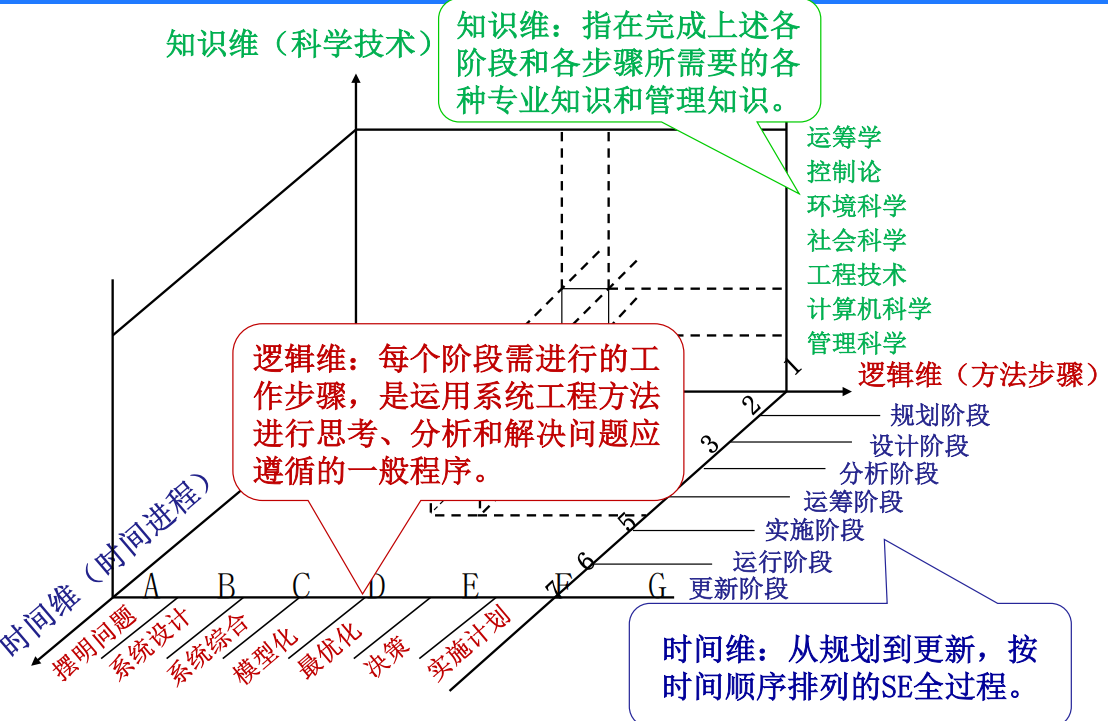 知识维（科学技术）
知识维：指在完成上述各
阶段和各步骤所需要的各
种专业知识和管理知识。
运筹学
控制论
环境科学
社会科学
工程技术
计算机科学
管理科学
逻辑维（方法步骤）
逻辑维：每个阶段需进行的工
作步骤，是运用系统工程方法
进行思考、分析和解决问题应
遵循的一般程序。
1
2
3
5
6
7
规划阶段
设计阶段
分析阶段
运筹阶段
实施阶段
运行阶段
更新阶段
时间维（时间进程）
A B C D E F G
摆明问题
系统设计
系统综合
模型化
最优化
决策
实施计划
时间维：从规划到更新，按
时间顺序排列的SE全过程。